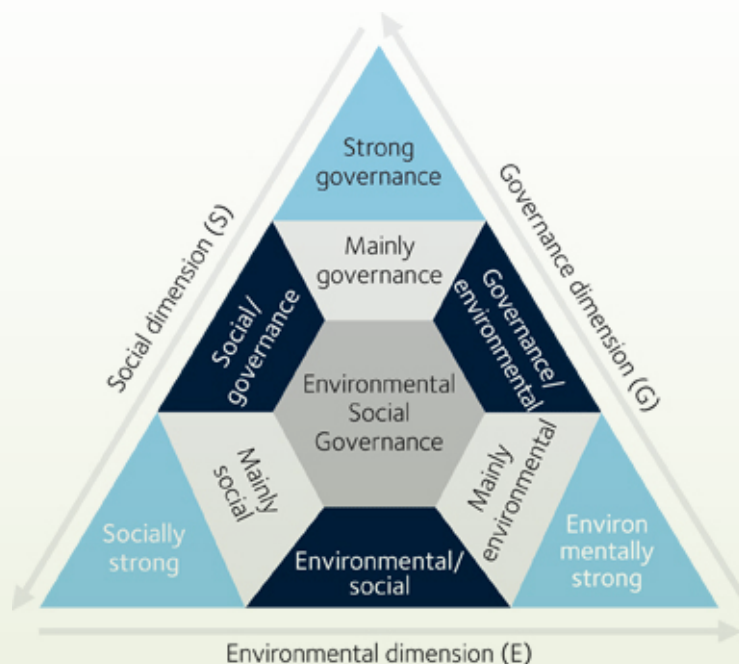 Strong
governance
Mainly
governance
Social dimension (S)
Governance dimension (G)
Social/
governance
Governance/
environmental
Environmental
Social
Governance
Mainly
social
Mainly
environmental
Socially
strong
Environmental/
social
Environ
mentally
strong
Environmental dimension (E)